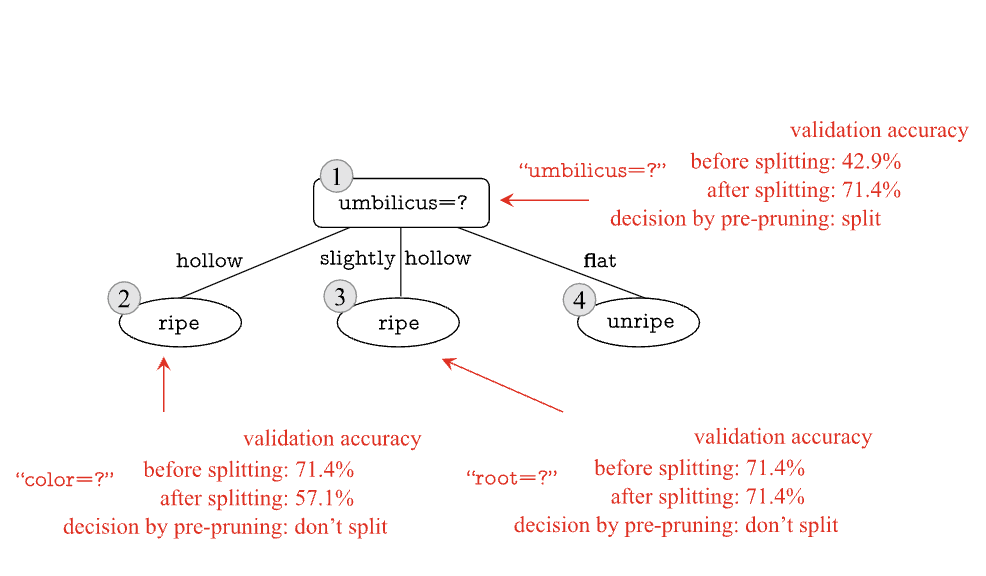 validation accuracy
“umbilicus=?” before splitting: 42.9%
after splitting: 71.4%
decision by pre-pruning: split
1
umbilicus=?
hollow
slightly hollow
flat
2
ripe
3
ripe
4
unripe
validation accuracy
“color=?” before splitting: 71.4%
after splitting: 57.1%
decision by pre-pruning: don’t split
validation accuracy
“root=?” before splitting: 71.4%
after splitting: 71.4%
decision by pre-pruning: don’t split